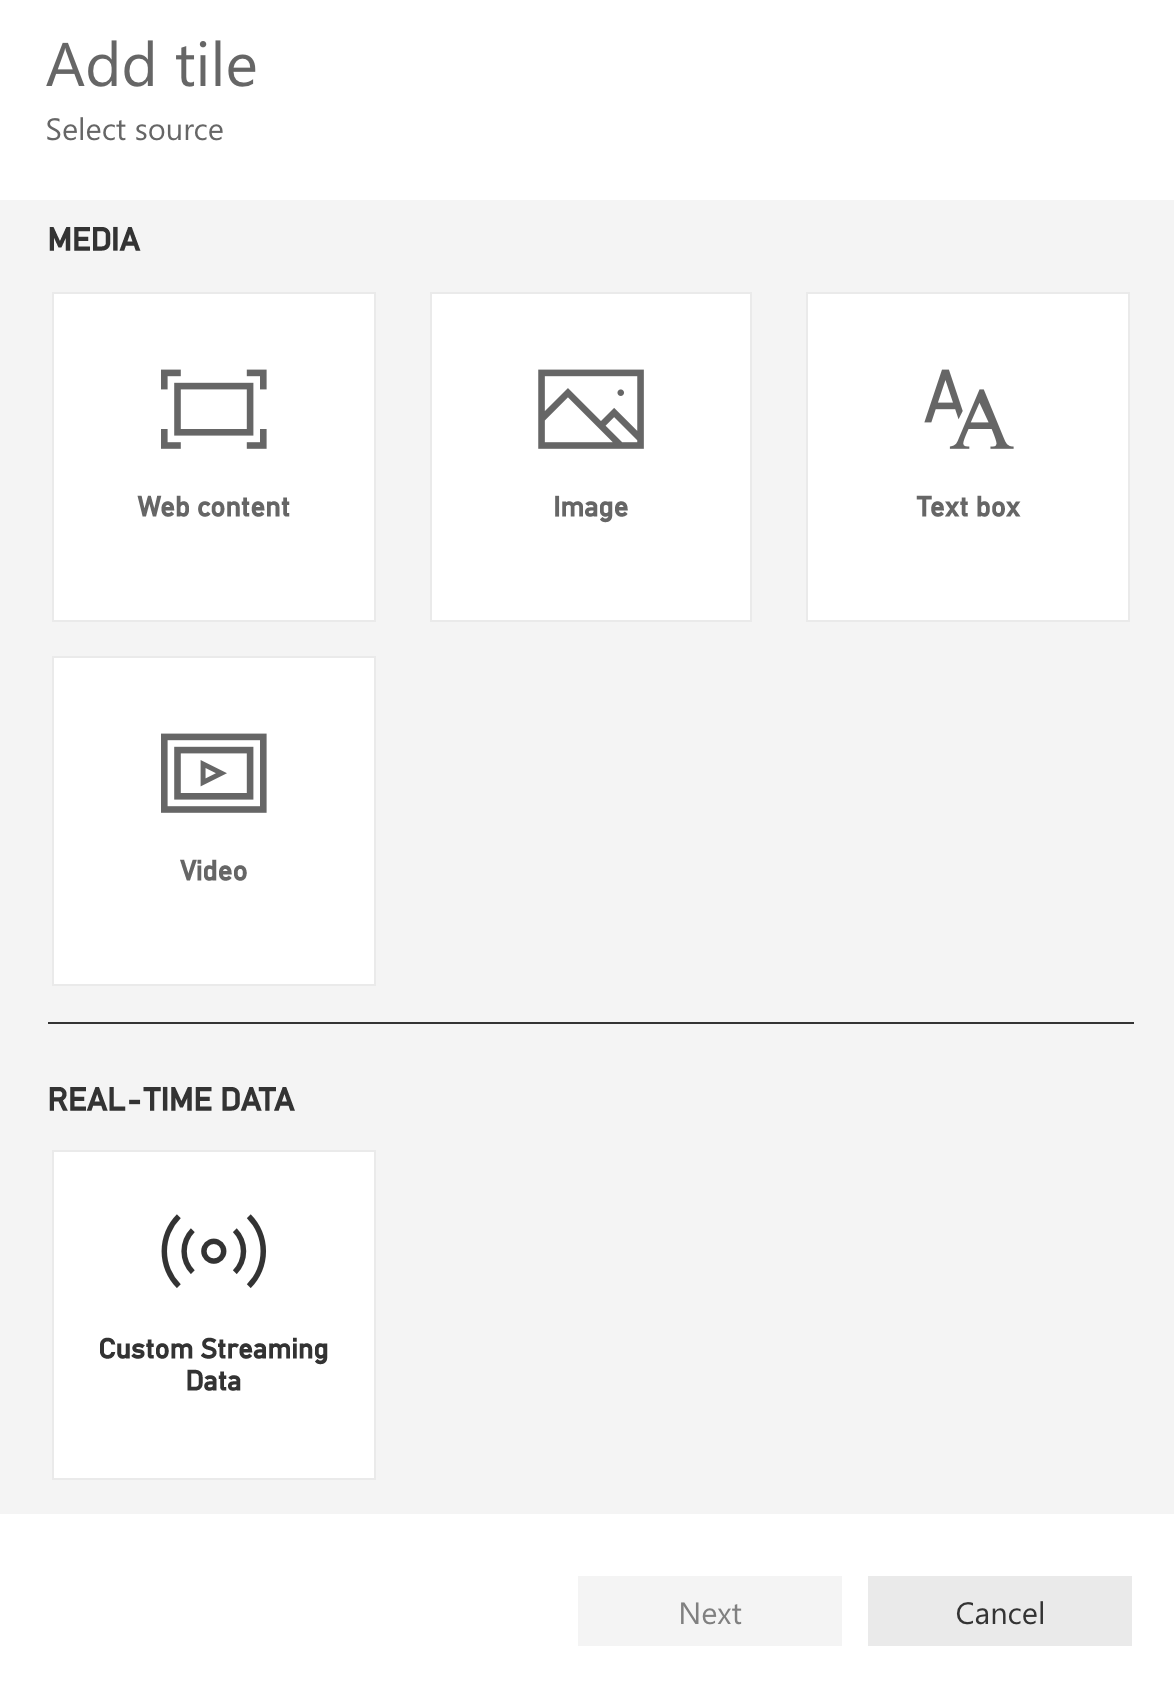 Add tile
Select source
MEDIA
Web content
Image
Text box
Video
REAL-TIME DATA
Custom Streaming
Data
Next
Cancel